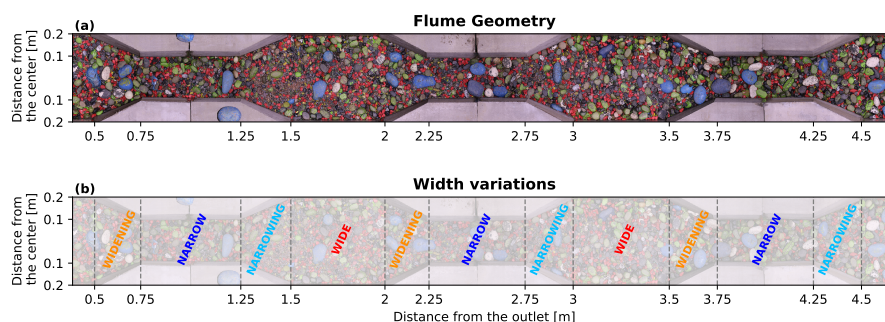 Flume Geometry
(a)
Distance from
the center [m]
0.2
0.1
0.1
0.2
0.5 0.75 1.25 1.5 2 2.25 2.75 3 3.5 3.75 4.25 4.5
Width variations
(b)
Distance from
the center [m]
0.2
0.1
0.1
0.2
WIDENING NARROW NARROWING WIDE WIDENING NARROW NARROWING WIDE WIDENING NARROW NARROWING
0.5 0.75 1.25 1.5 2 2.25 2.75 3 3.5 3.75 4.25 4.5
Distance from the outlet [m]